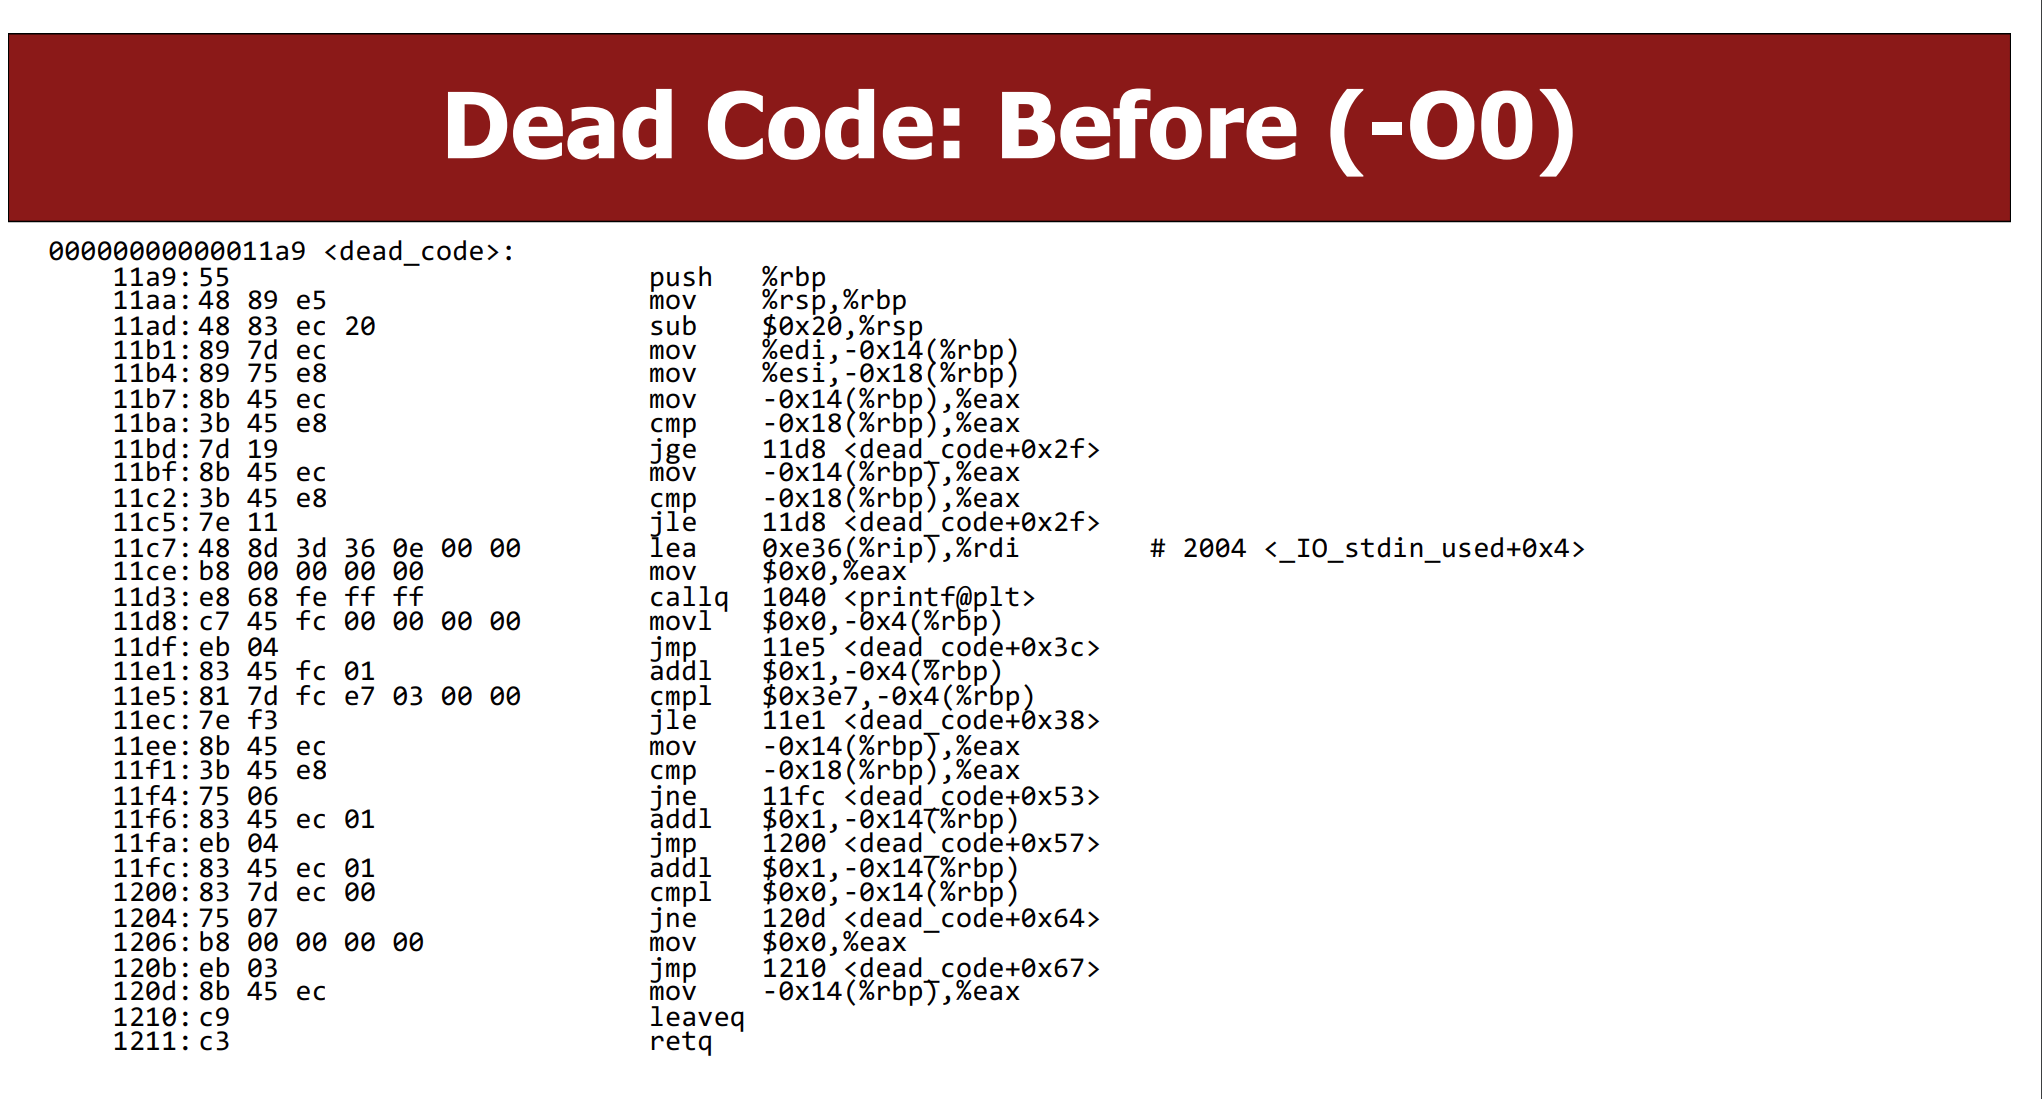 Dead Code: Before (-O0)
00000000000011a9 <dead_code>:
11a9: 55 push %rbp
11aa: 48 89 e5 mov %rsp,%rbp
11ad: 48 83 ec 20 sub $0x20,%rsp
11b1: 89 7d ec mov %edi,-0x14(%rbp)
11b4: 89 75 e8 mov %esi,-0x18(%rbp)
11b7: 8b 45 ec mov -0x14(%rbp),%eax
11ba: 3b 45 e8 cmp -0x18(%rbp),%eax
11bd: 7d 19 jge 11d8 <dead_code+0x2f>
11bf: 8b 45 ec mov -0x14(%rbp),%eax
11c2: 3b 45 e8 cmp -0x18(%rbp),%eax
11c5: 7e 11 jle 11d8 <dead_code+0x2f>
11c7: 48 8d 3d 36 0e 00 00 lea 0xe36(%rip),%rdi # 2004 <_IO_stdin_used+0x4>
11ce: b8 00 00 00 00 mov $0x0,%eax
11d3: e8 68 fe ff ff callq 1040 <printf@plt>
11d8: c7 45 fc 00 00 00 00 movl $0x0,-0x4(%rbp)
11df: eb 04 jmp 11e5 <dead_code+0x3c>
11e1: 83 45 fc 01 addl $0x1,-0x4(%rbp)
11e5: 81 7d fc e7 03 00 00 cmpl $0x3e7,-0x4(%rbp)
11ec: 7e f3 jle 11e1 <dead_code+0x38>
11ee: 8b 45 ec mov -0x14(%rbp),%eax
11f1: 3b 45 e8 cmp -0x18(%rbp),%eax
11f4: 75 06 jne 11fc <dead_code+0x53>
11f6: 83 45 ec 01 addl $0x1,-0x14(%rbp)
11fa: eb 04 jmp 1200 <dead_code+0x57>
11fc: 83 45 ec 01 addl $0x1,-0x14(%rbp)
1200: 83 7d ec 00 cmpl $0x0,-0x14(%rbp)
1204: 75 07 jne 120d <dead_code+0x64>
1206: b8 00 00 00 00 mov $0x0,%eax
120b: eb 03 jmp 1210 <dead_code+0x67>
120d: 8b 45 ec mov -0x14(%rbp),%eax
1210: c9 leaveq
1211: c3 retq